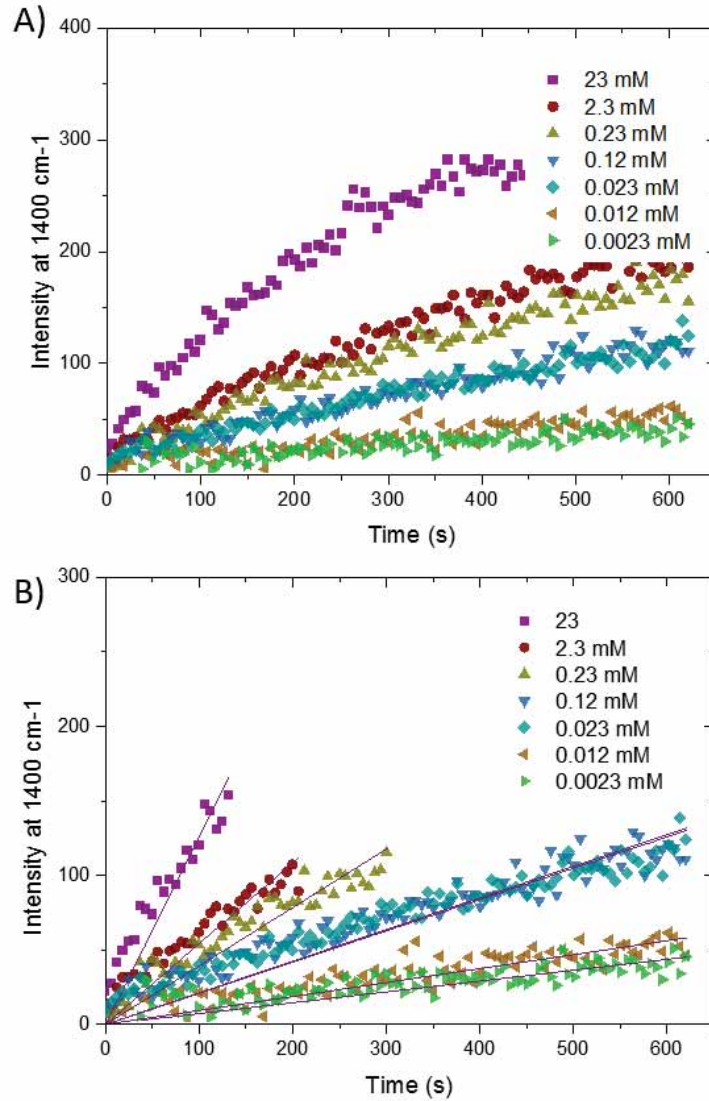 A)
400
300
200
100
0
Intensity at 1400 cm-1
23 mM
2.3 mM
0.23 mM
0.12 mM
0.023 mM
0.012 mM
0.0023 mM
0 100 200 300 400 500 600
Time (s)
B)
300
200
100
0
Intensity at 1400 cm-1
23
2.3 mM
0.23 mM
0.12 mM
0.023 mM
0.012 mM
0.0023 mM
0 100 200 300 400 500 600
Time (s)